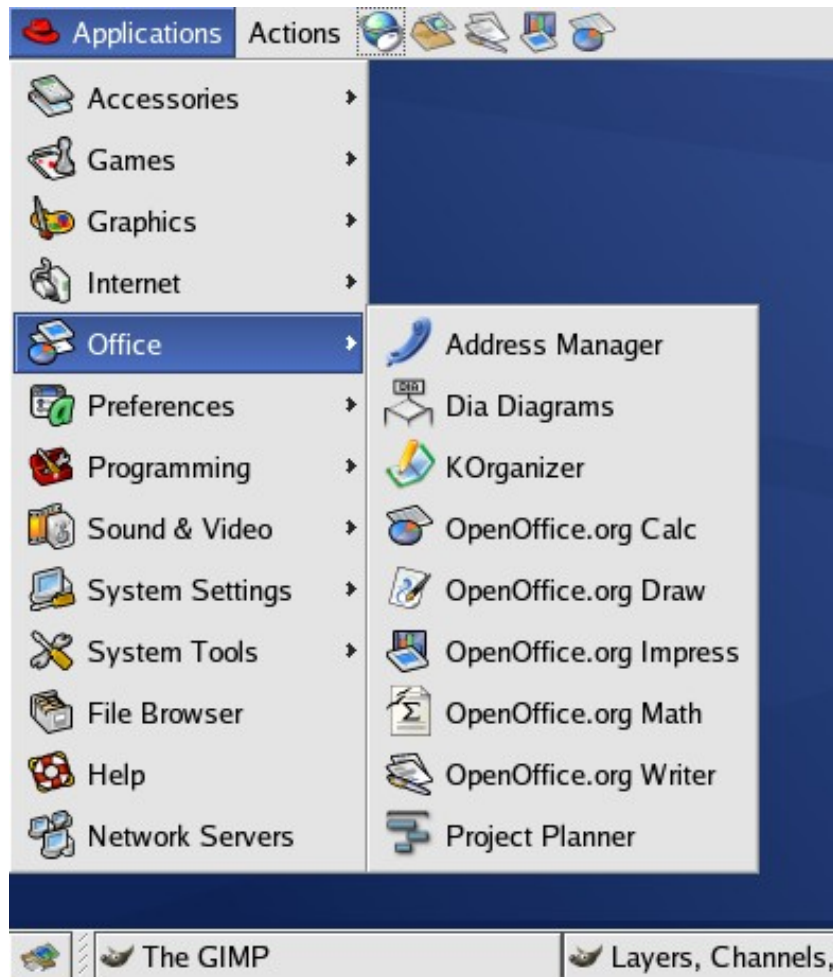 Applications Actions
Accessories
Games
Graphics
Internet
Office
Preferences
Programming
Sound & Video
System Settings
System Tools
File Browser
Help
Network Servers
Address Manager
DIA
Dia Diagrams
KOrganizer
OpenOffice.org Calc
OpenOffice.org Draw
OpenOffice.org Impress
Σ
OpenOffice.org Math
OpenOffice.org Writer
Project Planner
The GIMP
Layers, Channels,